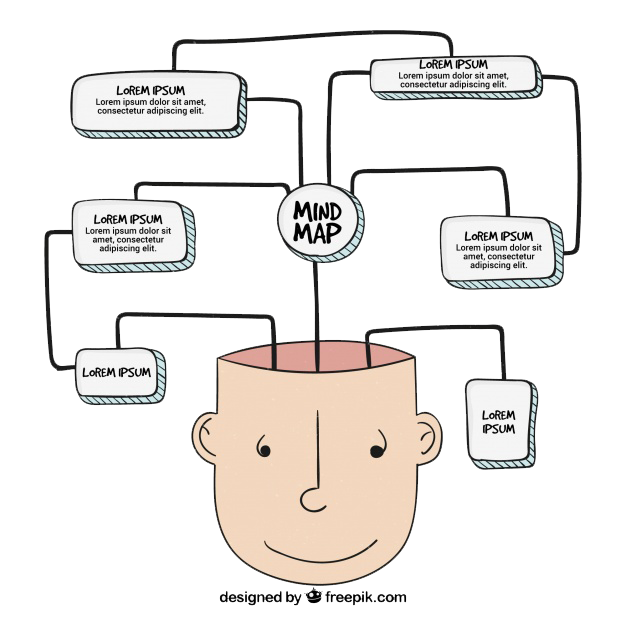 LOREM IPSUM
Lorem ipsum dolor sit amet,
consectetur adipiscing elit.
LOREM IPSUM
Lorem ipsum dolor sit amet,
consectetur adipiscing elit.
MIND
MAP
LOREM IPSUM
Lorem ipsum dolor sit
amet, consectetur
adipiscing elit.
LOREM IPSUM
Lorem ipsum dolor sit
amet, consectetur
adipiscing elit.
LOREM IPSUM
LOREM
IPSUM
designed by freepik.com